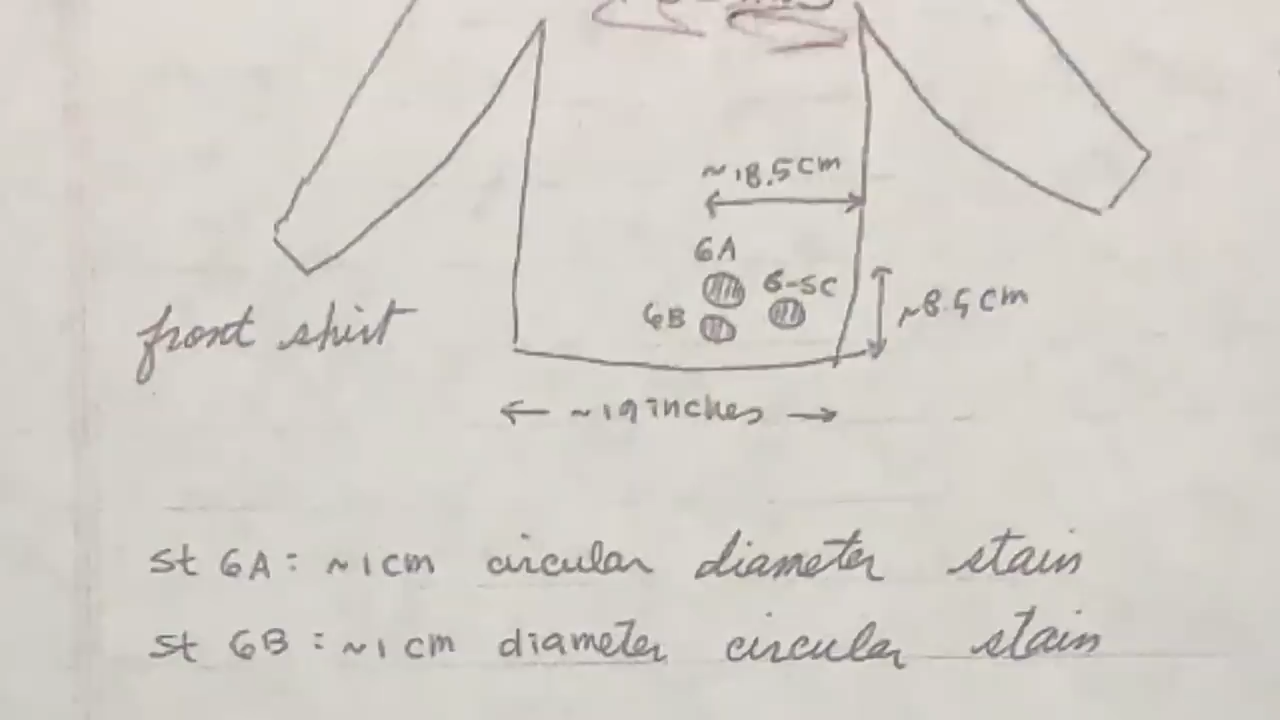 ~18.5cm
6A
6-SC
6B
~8.5cm
front shirt
← ~19 inches →
st 6A: ~1cm circular diameter stain
st 6B: ~1cm diameter circular stain